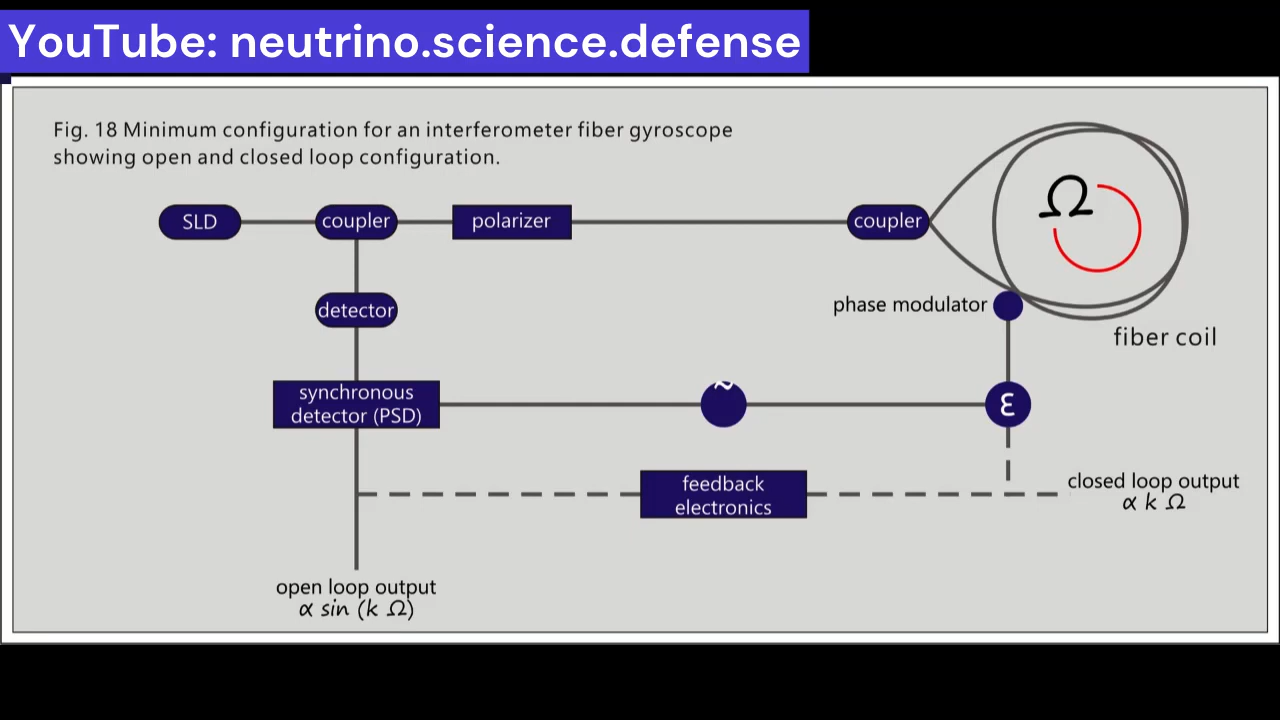 YouTube: neutrino.science.defense
Fig. 18 Minimum configuration for an interferometer fiber gyroscope
showing open and closed loop configuration.
SLD
coupler
polarizer
coupler
Ω
detector
phase modulator
fiber coil
synchronous
detector (PSD)
~
ε
feedback
electronics
closed loop output
α k Ω
open loop output
α sin (k Ω)